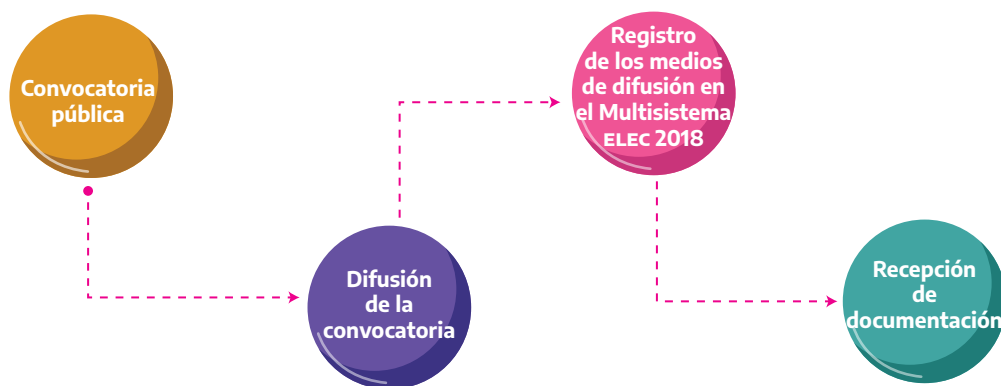 Convocatoria
pública
Difusión
de la
convocatoria
Registro
de los medios
de difusión en
el Multisistema
ELEC 2018
Recepción
de
documentación